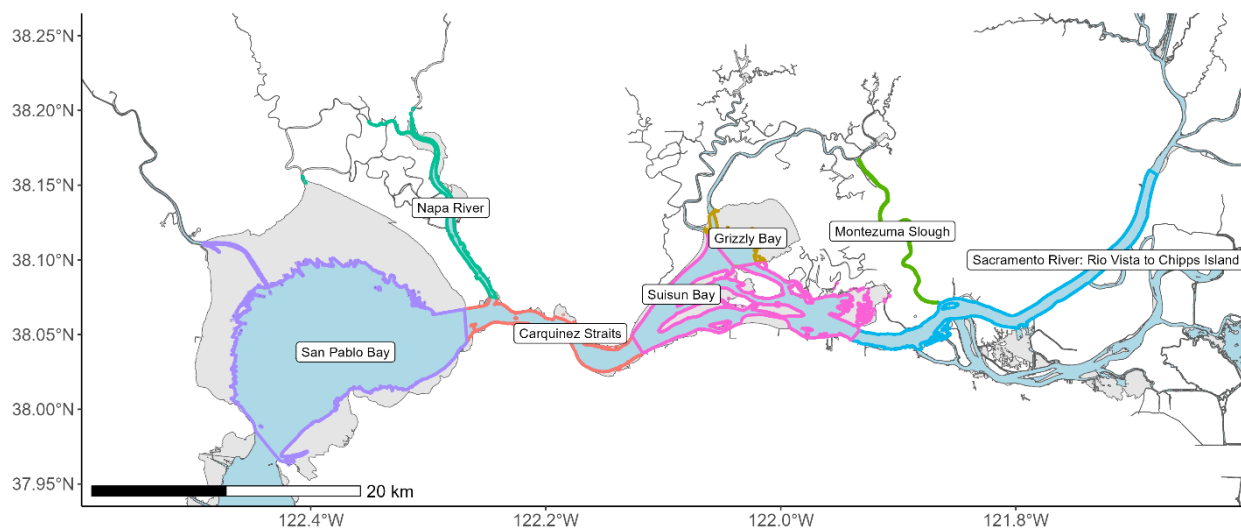 38.25°N
38.20°N
38.15°N
38.10°N
38.05°N
38.00°N
37.95°N
Napa River
Grizzly Bay
Montezuma Slough
Sacramento River: Rio Vista to Chipps Island
Suisun Bay
Carquinez Straits
San Pablo Bay
20 km
122.4°W
122.2°W
122.0°W
121.8°W